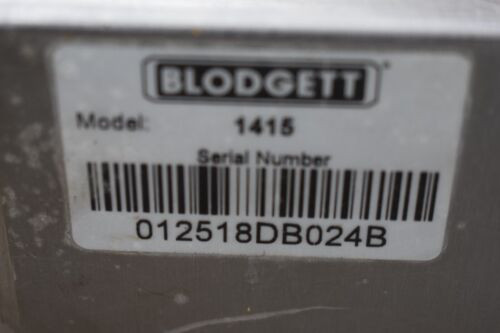 BLODGETT
Model: 1415
Serial Number
012518DB024B